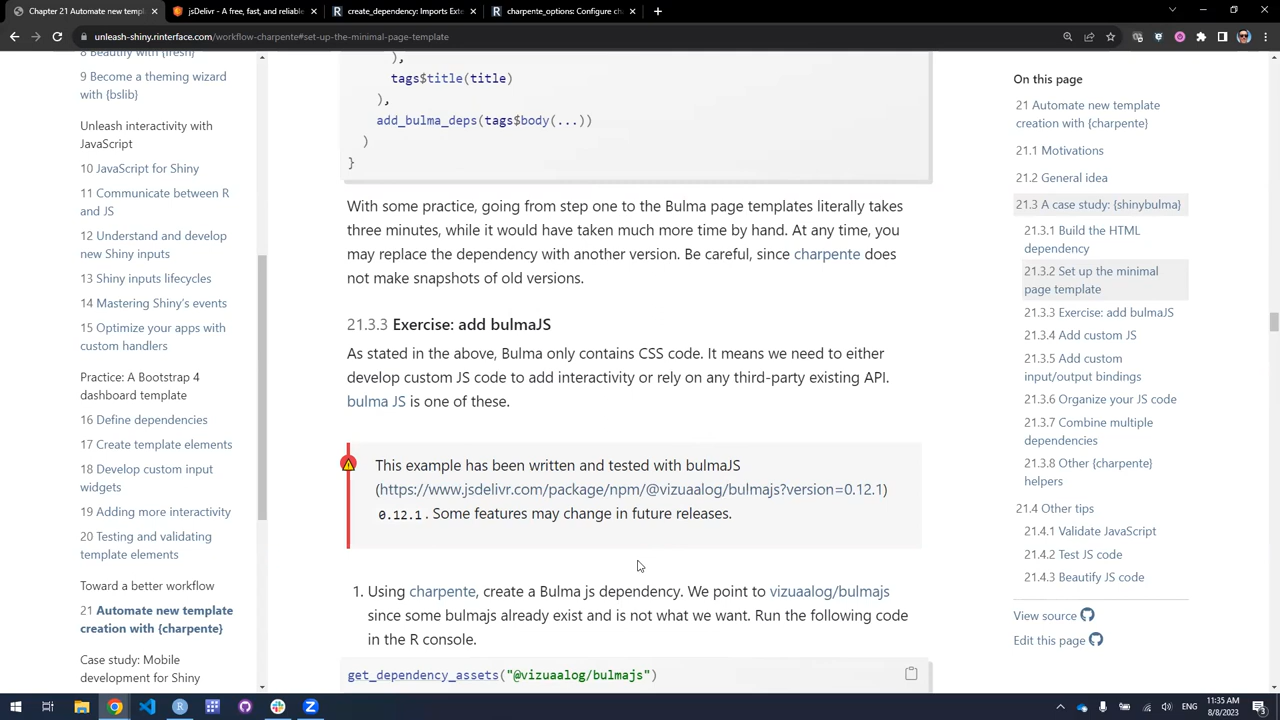 Chapter 21 Automate new templ
jsDelivr - A free, fast, and reliable
create_dependency: Imports Exter
charpente_options: Configure ch
unleash-shiny.rinterface.com/workflow-charpente#set-up-the-minimal-page-template
8 Beautify with {fresh}
9 Become a theming wizard
with {bslib}
Unleash interactivity with
JavaScript
10 JavaScript for Shiny
11 Communicate between R
and JS
12 Understand and develop
new Shiny inputs
13 Shiny inputs lifecycles
14 Mastering Shiny's events
15 Optimize your apps with
custom handlers
Practice: A Bootstrap 4
dashboard template
16 Define dependencies
17 Create template elements
18 Develop custom input
widgets
19 Adding more interactivity
20 Testing and validating
template elements
Toward a better workflow
21 Automate new template
creation with {charpente}
Case study: Mobile
development for Shiny
),
tags$title(title)
),
add_bulma_deps(tags$body(...))
)
}
With some practice, going from step one to the Bulma page templates literally takes
three minutes, while it would have taken much more time by hand. At any time, you
may replace the dependency with another version. Be careful, since charpente does
not make snapshots of old versions.
21.3.3 Exercise: add bulmaJS
As stated in the above, Bulma only contains CSS code. It means we need to either
develop custom JS code to add interactivity or rely on any third-party existing API.
bulma JS is one of these.
This example has been written and tested with bulmaJS
(https://www.jsdelivr.com/package/npm/@vizuaalog/bulmajs?version=0.12.1)
0.12.1. Some features may change in future releases.
1. Using charpente, create a Bulma js dependency. We point to vizuaalog/bulmajs
since some bulmajs already exist and is not what we want. Run the following code
in the R console.
get_dependency_assets("@vizuaalog/bulmajs")
On this page
21 Automate new template
creation with {charpente}
21.1 Motivations
21.2 General idea
21.3 A case study: {shinybulma}
21.3.1 Build the HTML
dependency
21.3.2 Set up the minimal
page template
21.3.3 Exercise: add bulmaJS
21.3.4 Add custom JS
21.3.5 Add custom
input/output bindings
21.3.6 Organize your JS code
21.3.7 Combine multiple
dependencies
21.3.8 Other {charpente}
helpers
21.4 Other tips
21.4.1 Validate JavaScript
21.4.2 Test JS code
21.4.3 Beautify JS code
View source
Edit this page
ENG
11:35 AM
8/8/2023